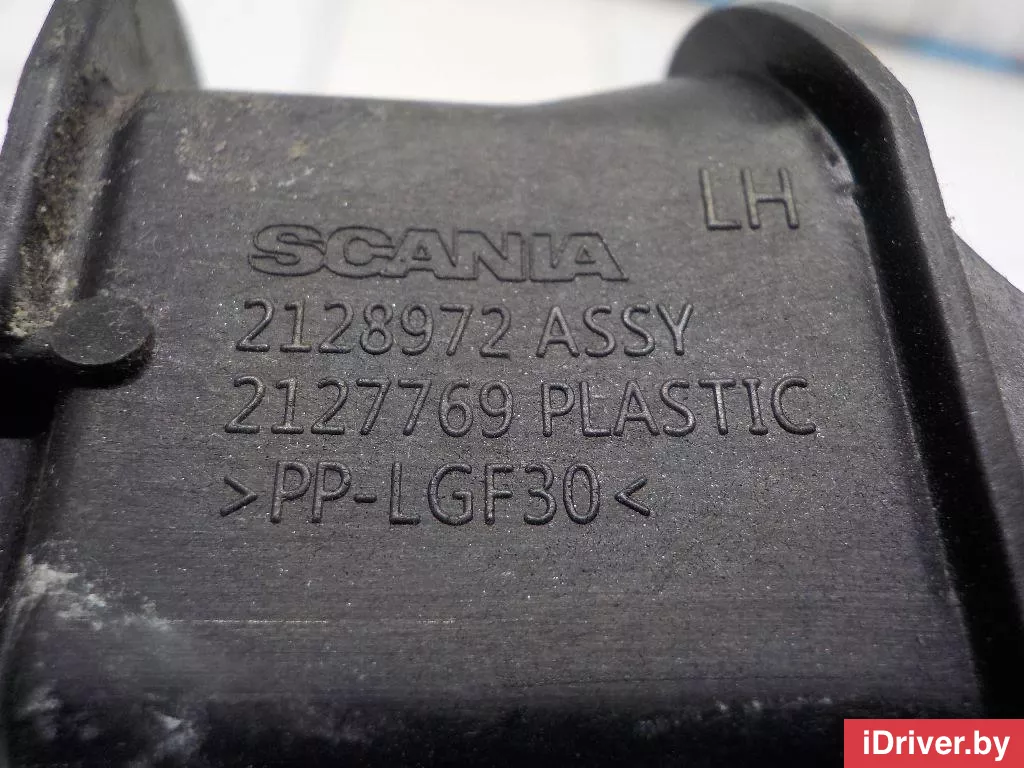 LH
SCANIA
2128972 ASSY
2127769 PLASTIC
>PP-LGF30<
iDriver.by